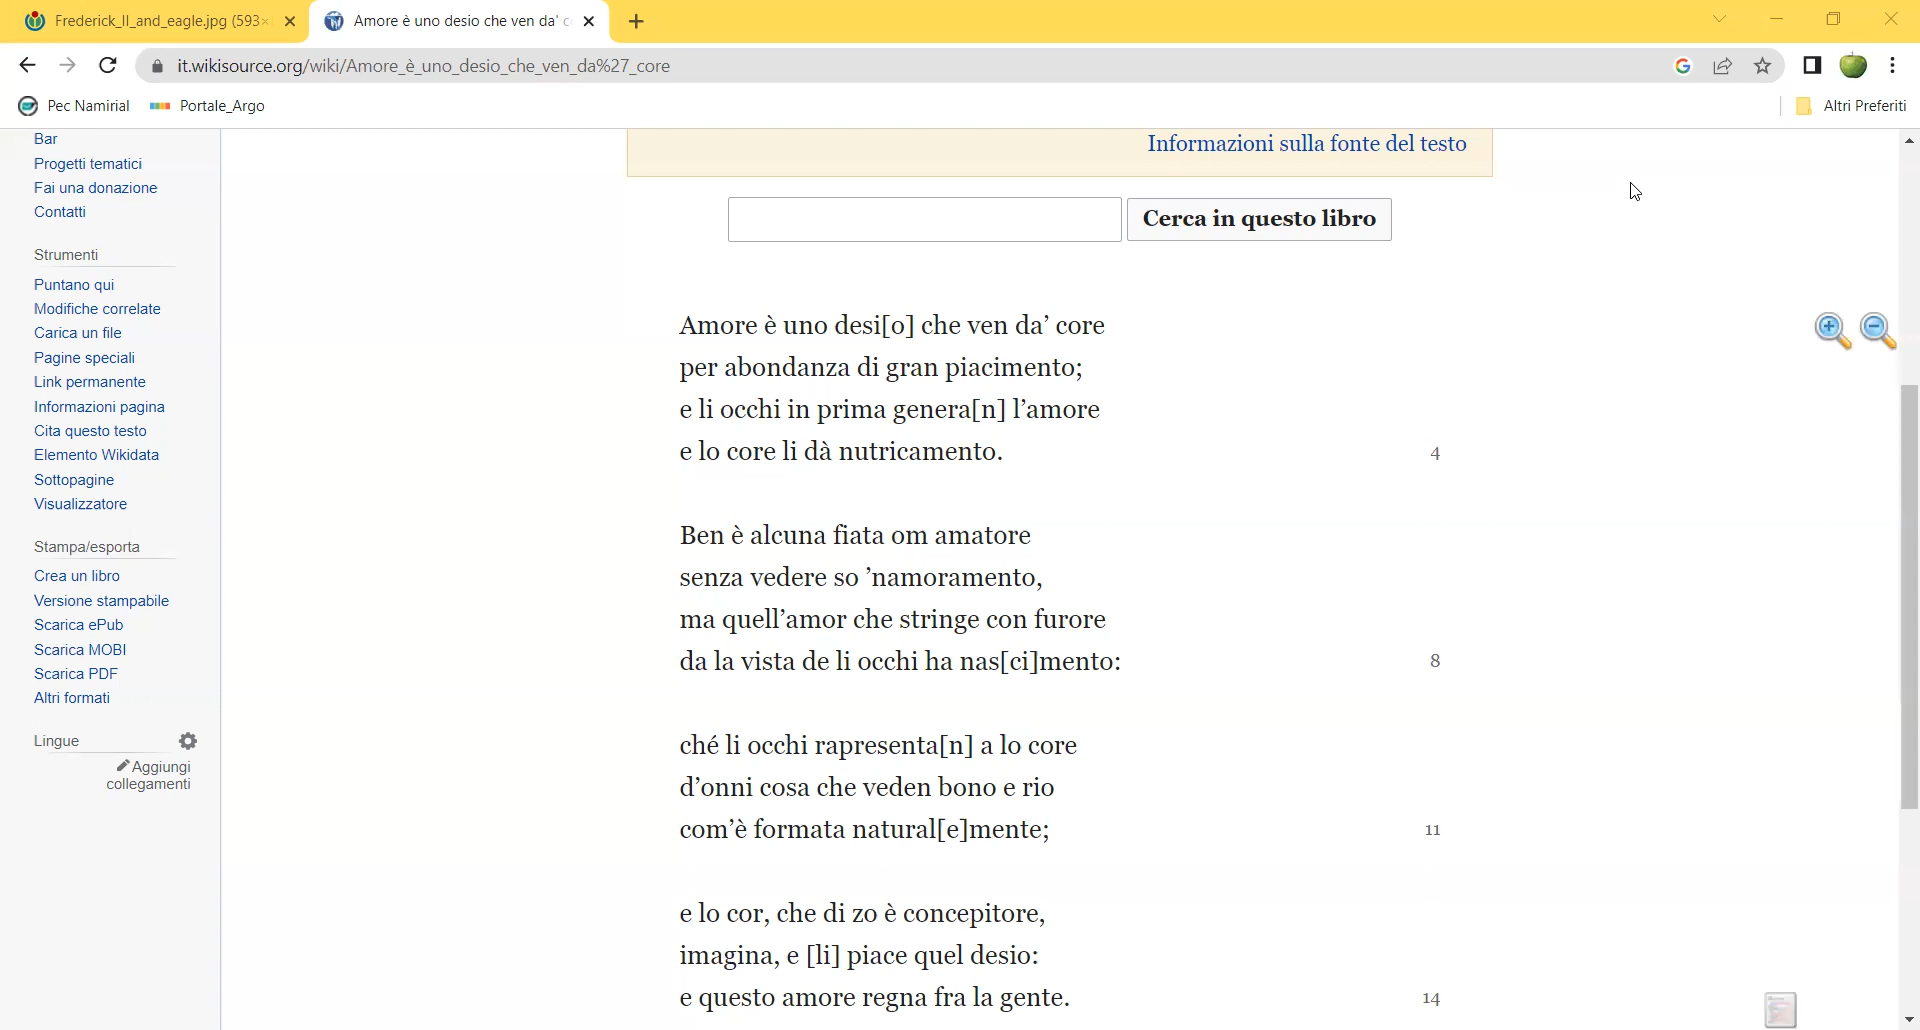 Frederick_II_and_eagle.jpg (593×
Amore è uno desio che ven da' c
it.wikisource.org/wiki/Amore_è_uno_desio_che_ven_da%27_core
Pec Namirial
Portale_Argo
Altri Preferiti
Bar
Progetti tematici
Fai una donazione
Contatti
Strumenti
Puntano qui
Modifiche correlate
Carica un file
Pagine speciali
Link permanente
Informazioni pagina
Cita questo testo
Elemento Wikidata
Sottopagine
Visualizzatore
Stampa/esporta
Crea un libro
Versione stampabile
Scarica ePub
Scarica MOBI
Scarica PDF
Altri formati
Lingue
Aggiungi
collegamenti
Informazioni sulla fonte del testo
Cerca in questo libro
Amore è uno desi[o] che ven da’ core
per abondanza di gran piacimento;
e li occhi in prima genera[n] l’amore
e lo core li dà nutricamento. 4
Ben è alcuna fiata om amatore
senza vedere so ’namoramento,
ma quell’amor che stringe con furore
da la vista de li occhi ha nas[ci]mento: 8
ché li occhi rapresenta[n] a lo core
d’onni cosa che veden bono e rio
com’è formata natural[e]mente; 11
e lo cor, che di zo è concepitore,
imagina, e [li] piace quel desio:
e questo amore regna fra la gente. 14